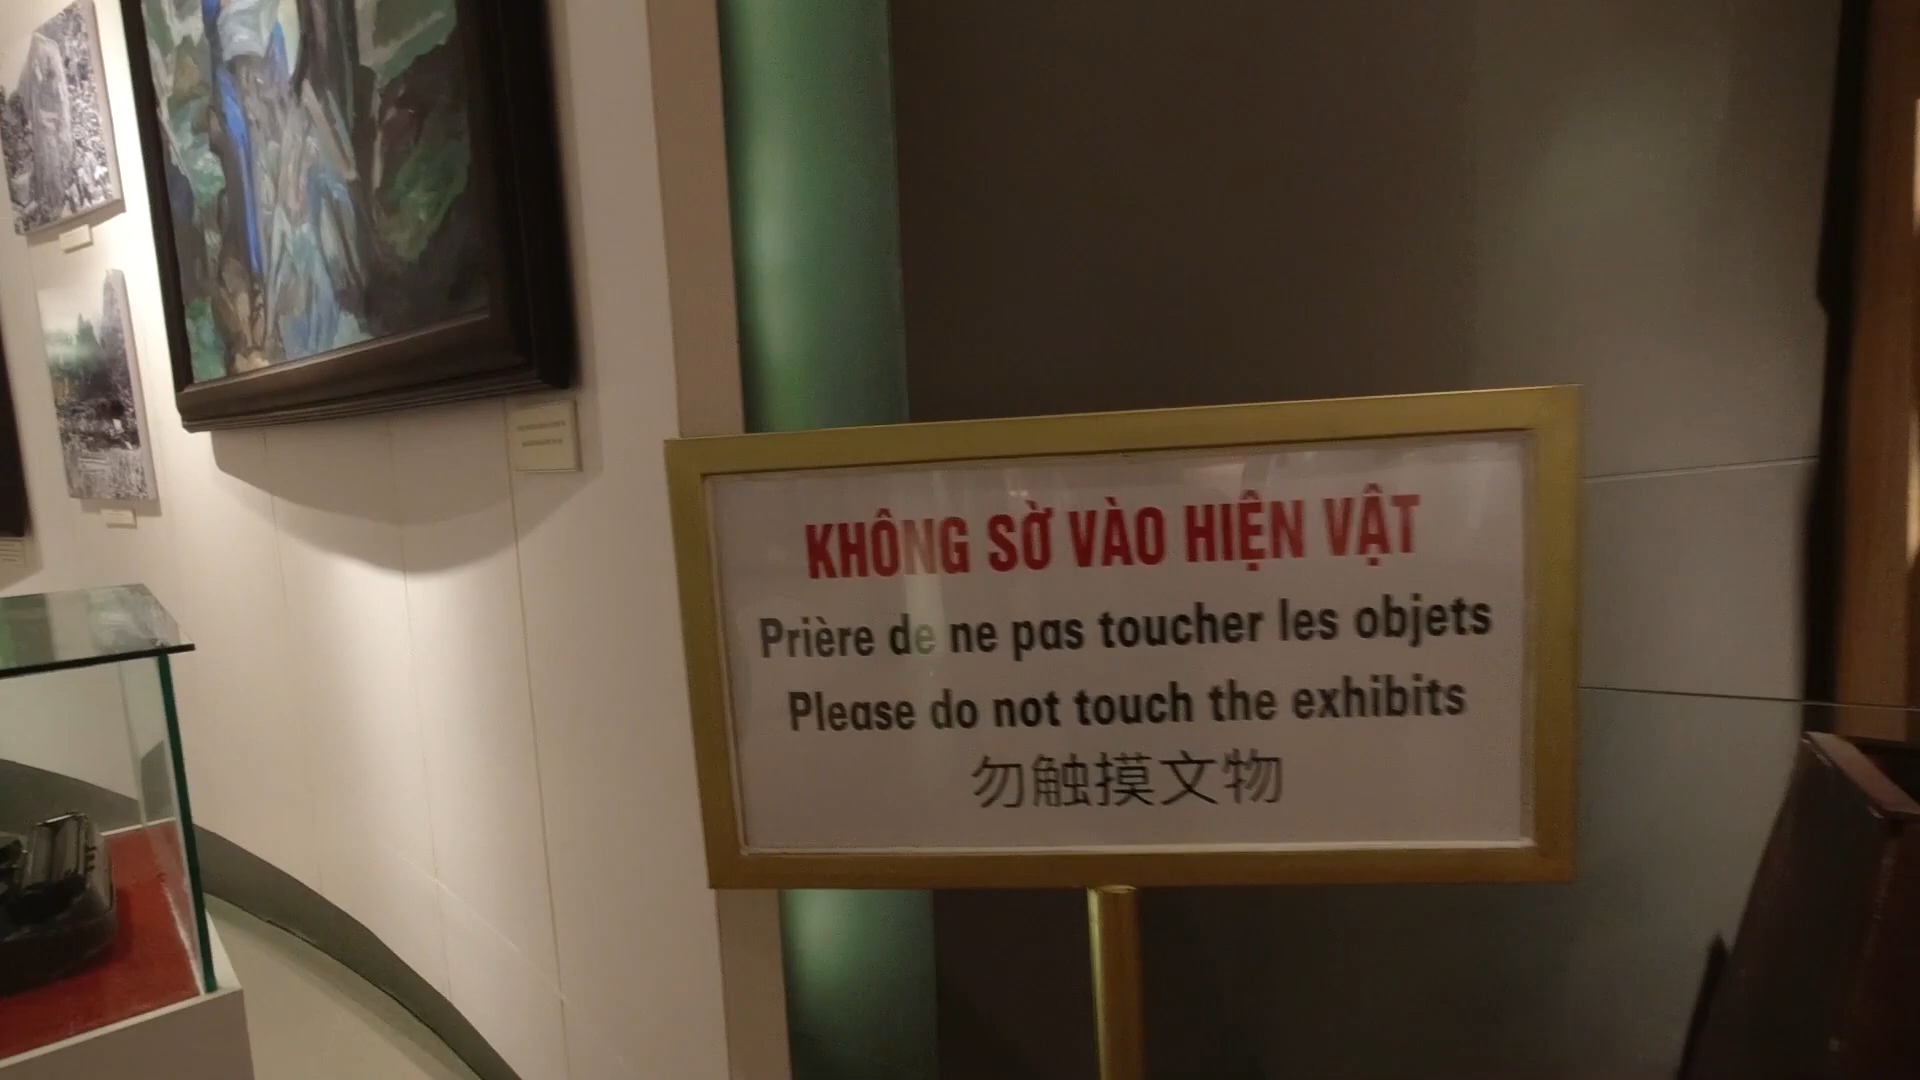 KHÔNG SỜ VÀO HIỆN VẬT
Prière de ne pas toucher les objets
Please do not touch the exhibits
勿触摸文物